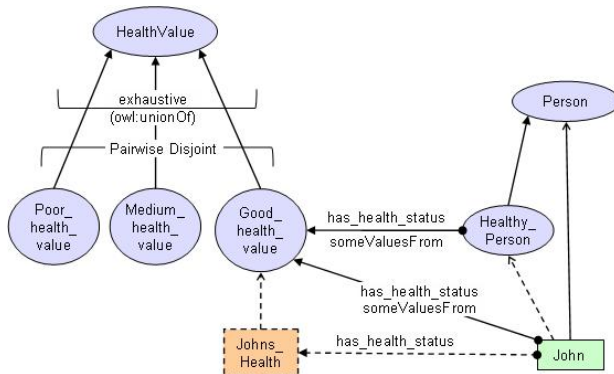 HealthValue
exhaustive
(owl:unionOf)
Person
Pairwise Disjoint
Poor_
health_
value
Medium_
health_
value
Good_
health_
value
has_health_status
someValuesFrom
Healthy_
Person
has_health_status
someValuesFrom
Johns_
Health
has_health_status
John